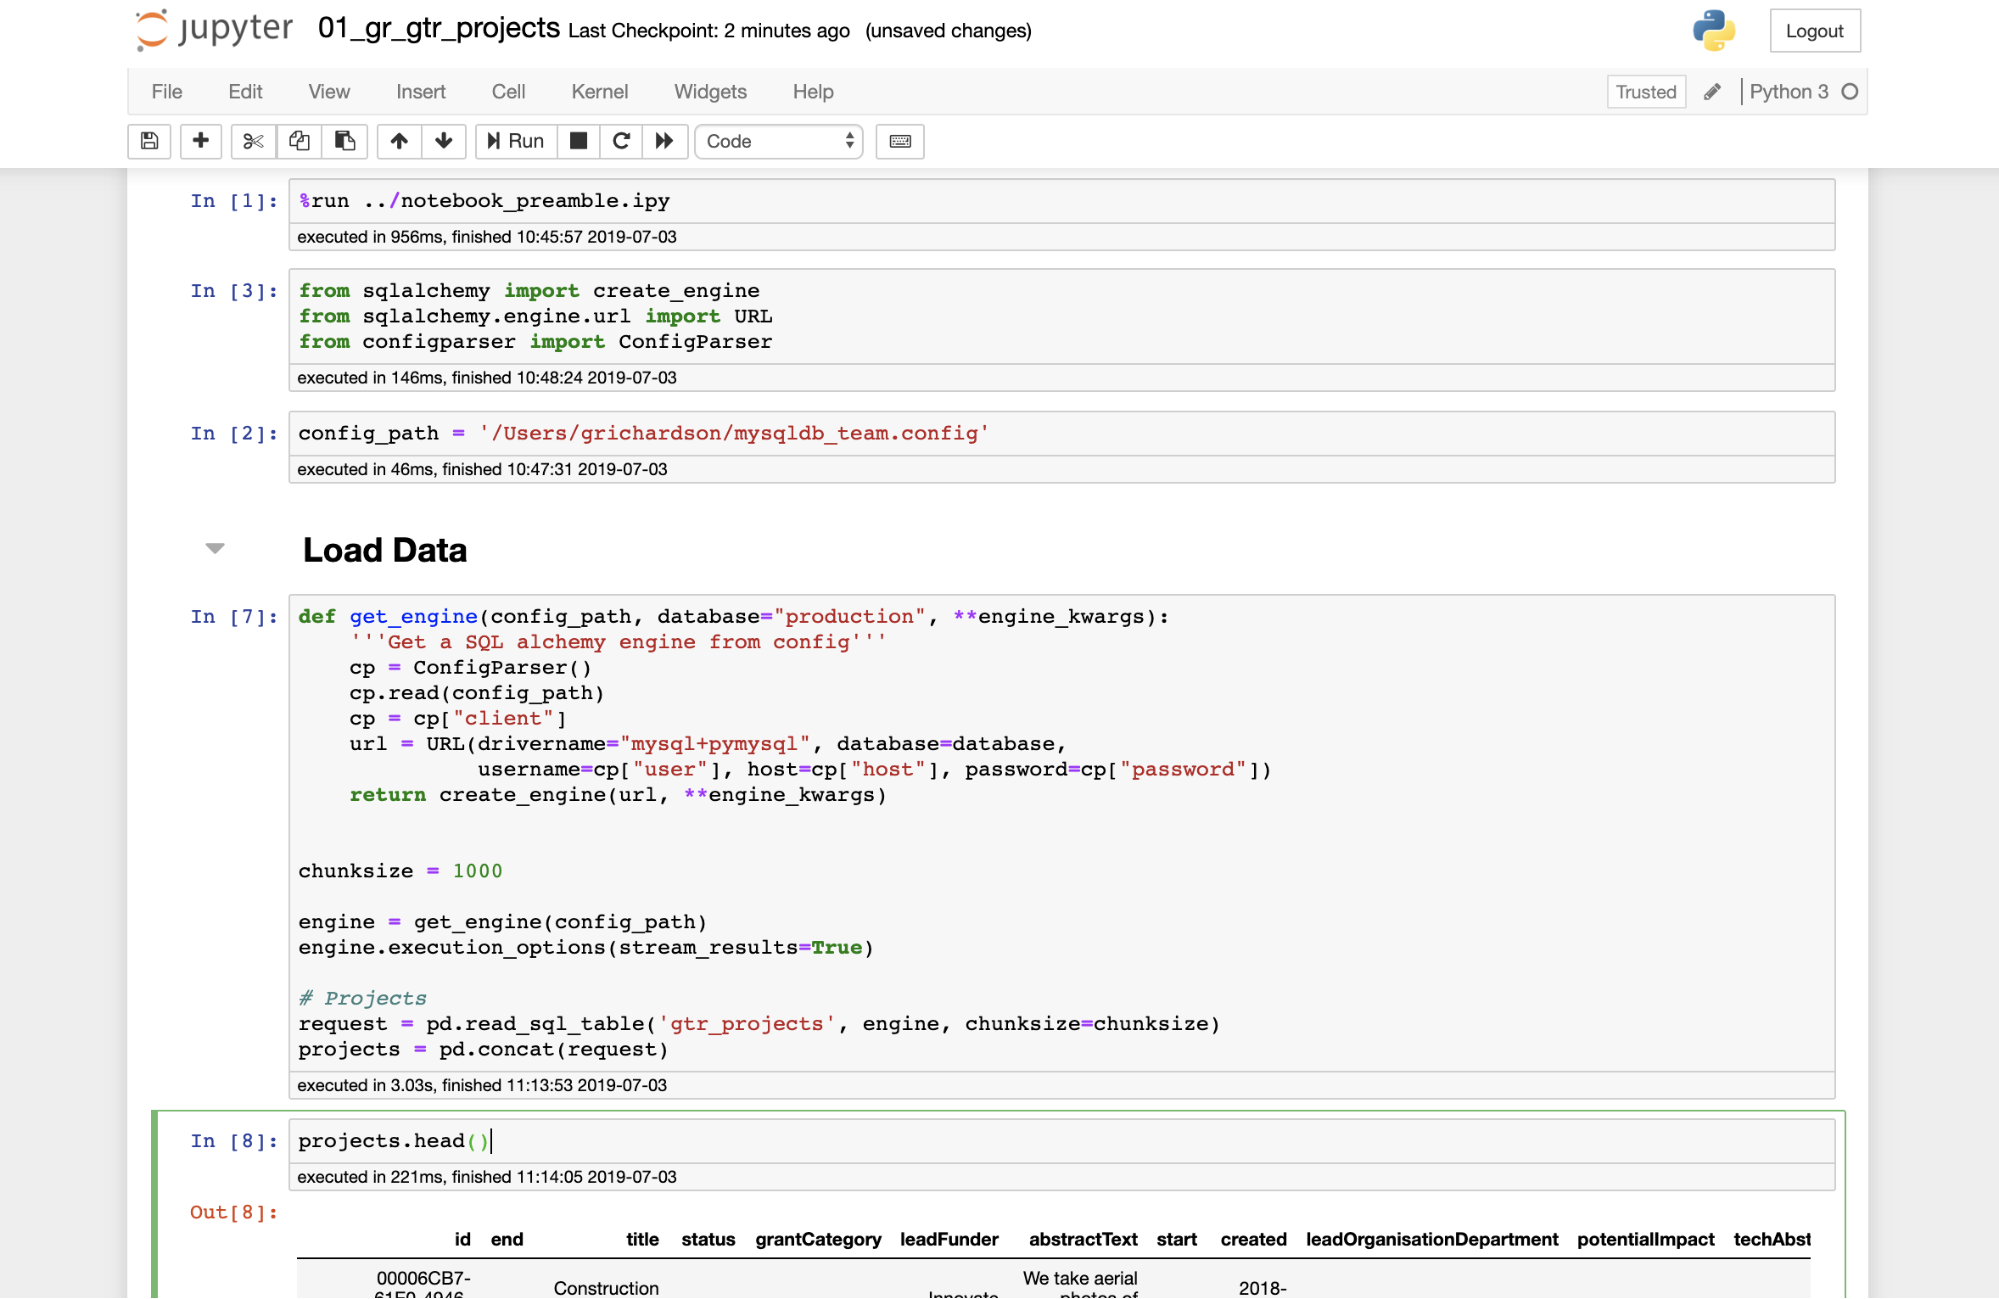 jupyter 01_gr_gtr_projects Last Checkpoint: 2 minutes ago (unsaved changes) Logout
File Edit View Insert Cell Kernel Widgets Help Trusted Python 3
Run Code
In [1]: %run ../notebook_preamble.ipy
executed in 956ms, finished 10:45:57 2019-07-03
In [3]: from sqlalchemy import create_engine
from sqlalchemy.engine.url import URL
from configparser import ConfigParser
executed in 146ms, finished 10:48:24 2019-07-03
In [2]: config_path = '/Users/grichardson/mysqldb_team.config'
executed in 46ms, finished 10:47:31 2019-07-03
Load Data
In [7]: def get_engine(config_path, database="production", **engine_kwargs):
'''Get a SQL alchemy engine from config'''
cp = ConfigParser()
cp.read(config_path)
cp = cp["client"]
url = URL(drivername="mysql+pymysql", database=database,
username=cp["user"], host=cp["host"], password=cp["password"])
return create_engine(url, **engine_kwargs)
chunksize = 1000
engine = get_engine(config_path)
engine.execution_options(stream_results=True)
# Projects
request = pd.read_sql_table('gtr_projects', engine, chunksize=chunksize)
projects = pd.concat(request)
executed in 3.03s, finished 11:13:53 2019-07-03
In [8]: projects.head()
executed in 221ms, finished 11:14:05 2019-07-03
Out[8]:
id end title status grantCategory leadFunder abstractText start created leadOrganisationDepartment potentialImpact techAbst
00006CB7- We take aerial
Construction 2018-